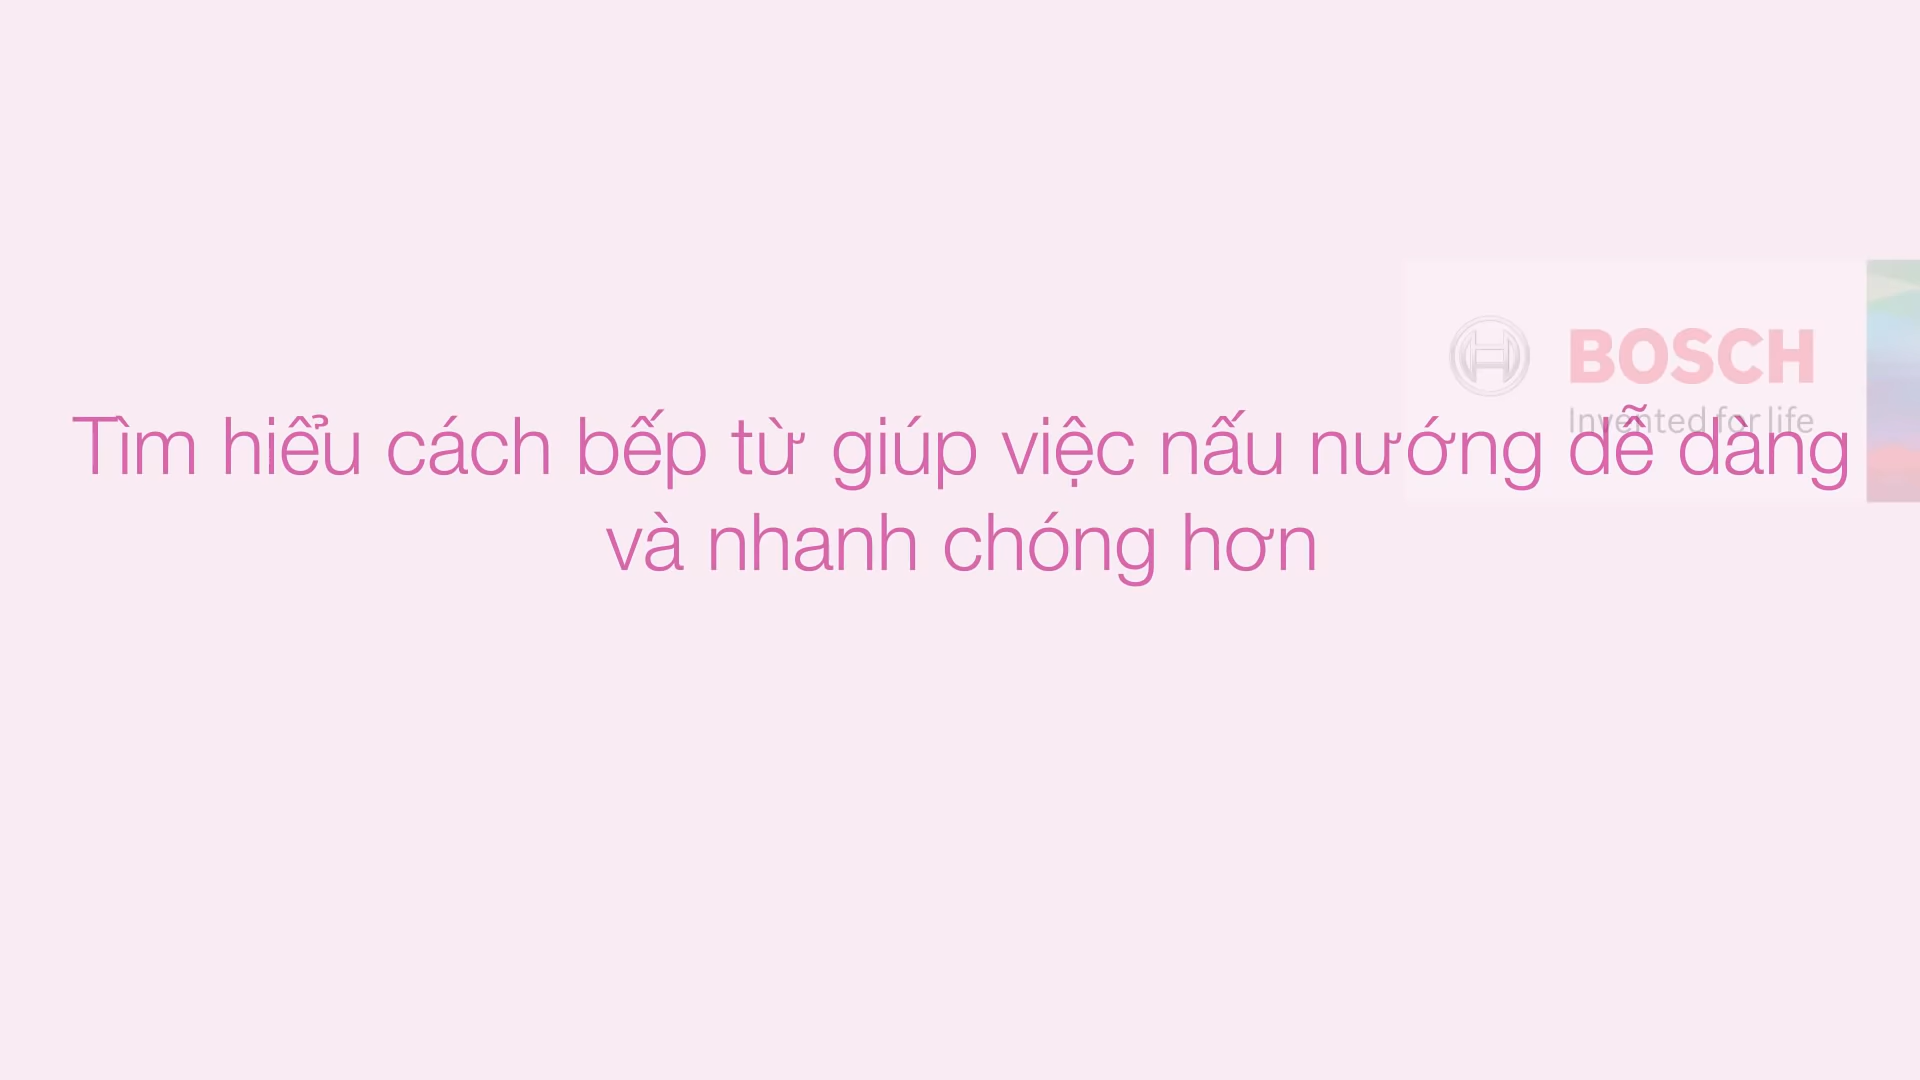 BOSCH
Invented for life
Tìm hiểu cách bếp từ giúp việc nấu nướng dễ dàng
và nhanh chóng hơn